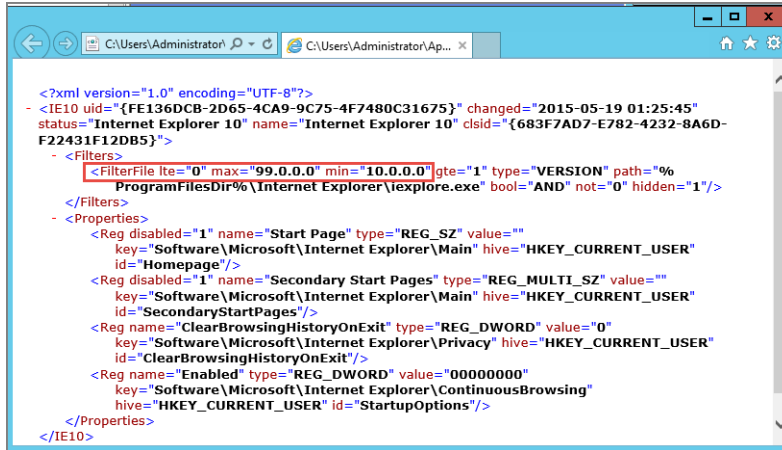 C:\Users\Administrator\
C:\Users\Administrator\Ap...
<?xml version="1.0" encoding="UTF-8"?>
- <IE10 uid="{FE136DCB-2D65-4CA9-9C75-4F7480C31675}" changed="2015-05-19 01:25:45"
status="Internet Explorer 10" name="Internet Explorer 10" clsid="{683F7AD7-E782-4232-8A6D-
F22431F12DB5}">
- <Filters>
<FilterFile lte="0" max="99.0.0.0" min="10.0.0.0" gte="1" type="VERSION" path="%
ProgramFilesDir%\Internet Explorer\iexplore.exe" bool="AND" not="0" hidden="1"/>
</Filters>
- <Properties>
<Reg disabled="1" name="Start Page" type="REG_SZ" value=""
key="Software\Microsoft\Internet Explorer\Main" hive="HKEY_CURRENT_USER"
id="Homepage"/>
<Reg disabled="1" name="Secondary Start Pages" type="REG_MULTI_SZ" value=""
key="Software\Microsoft\Internet Explorer\Main" hive="HKEY_CURRENT_USER"
id="SecondaryStartPages"/>
<Reg name="ClearBrowsingHistoryOnExit" type="REG_DWORD" value="0"
key="Software\Microsoft\Internet Explorer\Privacy" hive="HKEY_CURRENT_USER"
id="ClearBrowsingHistoryOnExit"/>
<Reg name="Enabled" type="REG_DWORD" value="00000000"
key="Software\Microsoft\Internet Explorer\ContinuousBrowsing"
hive="HKEY_CURRENT_USER" id="StartupOptions"/>
</Properties>
</IE10>